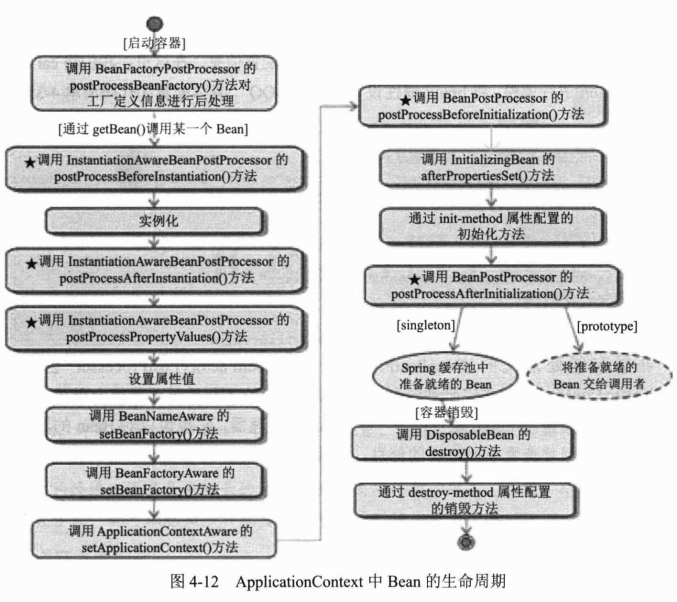 [启动容器]
调用 BeanFactoryPostProcessor 的
postProcessBeanFactory()方法对
工厂定义信息进行后处理
[通过 getBean()调用某一个 Bean]
★调用 InstantiationAwareBeanPostProcessor 的
postProcessBeforeInstantiation()方法
实例化
★调用 InstantiationAwareBeanPostProcessor 的
postProcessAfterInstantiation()方法
★调用 InstantiationAwareBeanPostProcessor 的
postProcessPropertyValues()方法
设置属性值
调用 BeanNameAware 的
setBeanFactory()方法
调用 BeanFactoryAware 的
setBeanFactory()方法
调用 ApplicationContextAware 的
setApplicationContext()方法
★调用 BeanPostProcessor 的
postProcessBeforeInitialization()方法
调用 InitializingBean 的
afterPropertiesSet()方法
通过 init-method 属性配置的
初始化方法
★调用 BeanPostProcessor 的
postProcessAfterInitialization()方法
[singleton]
[prototype]
Spring 缓存池中
准备就绪的 Bean
将准备就绪的
Bean 交给调用者
[容器销毁]
调用 DisposableBean 的
destroy()方法
通过 destroy-method 属性配置
的销毁方法
图 4-12 ApplicationContext 中 Bean 的生命周期